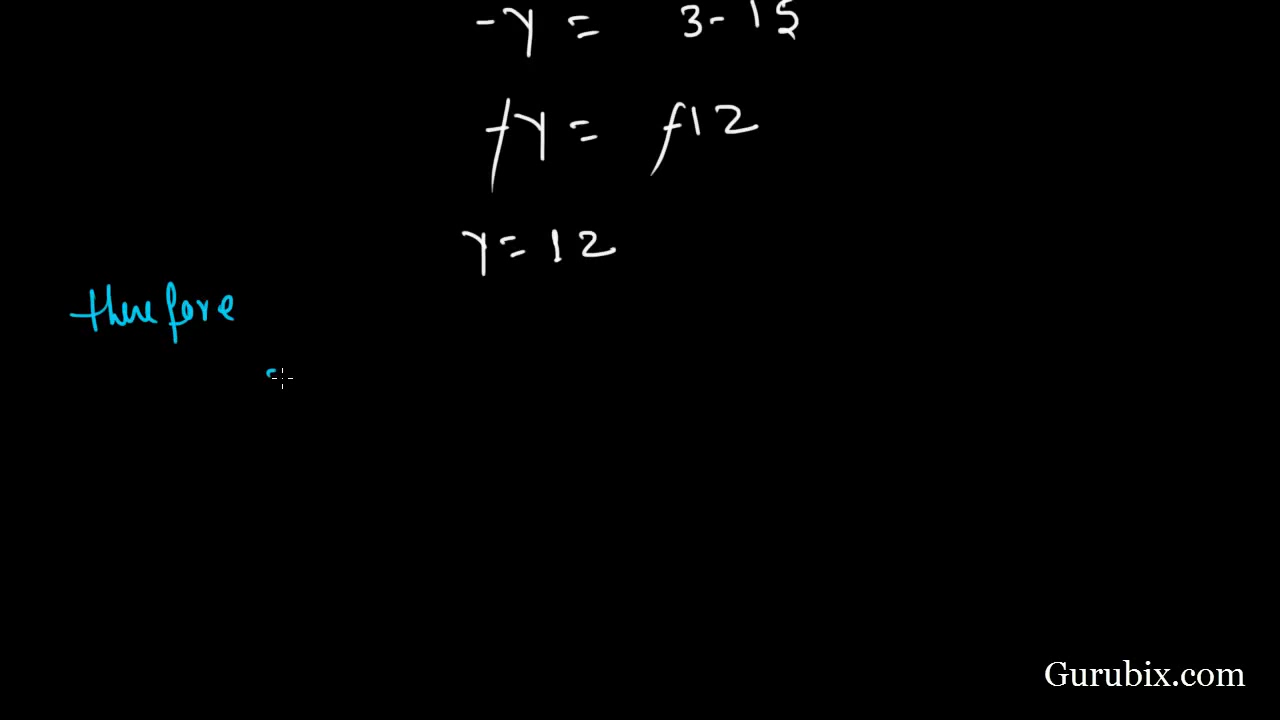 -y = 3-15
-y = -12
y = 12
therefore
Gurubix.com